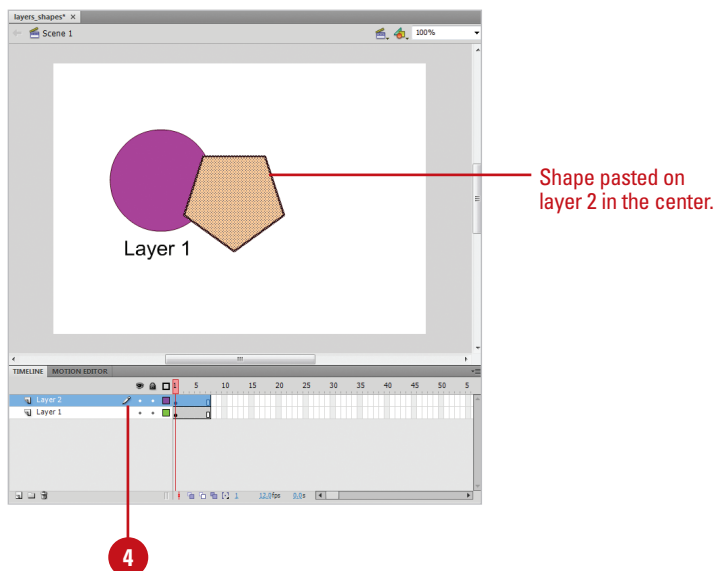 layers_shapes* ×
Scene 1
100%
Layer 1
Shape pasted on
layer 2 in the center.
TIMELINE MOTION EDITOR
1 5 10 15 20 25 30 35 40 45 50 5
Layer 2
Layer 1
1 12.0fps 0.0s
4